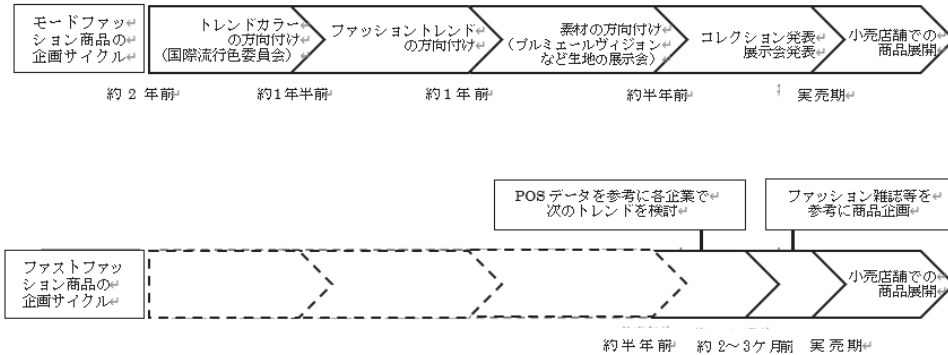 モードファッ
ション商品の
企画サイクル
トレンドカラー
の方向付け
(国際流行色委員会)
ファッショントレンド
の方向付け
素材の方向付け
(プルミェールヴィジョン
など生地の展示会)
コレクション発表
展示会発表
小売店舗での
商品展開
約 2 年前
約1年半前
約1年前
約半年前
実売期
POS データを参考に各企業で
次のトレンドを検討
ファッション雑誌等を
参考に商品企画
ファストファッ
ション商品の
企画サイクル
小売店舗での
商品展開
約半年前
約 2～3ケ月前
実売期